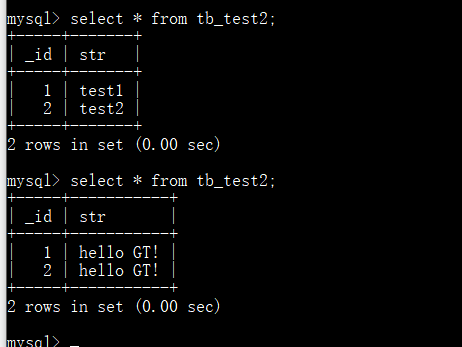 mysql> select * from tb_test2;
+-----+-------+
| _id | str   |
+-----+-------+
|   1 | test1 |
|   2 | test2 |
+-----+-------+
2 rows in set (0.00 sec)
mysql> select * from tb_test2;
+-----+-----------+
| _id | str       |
+-----+-----------+
|   1 | hello GT! |
|   2 | hello GT! |
+-----+-----------+
2 rows in set (0.00 sec)
mysql> _